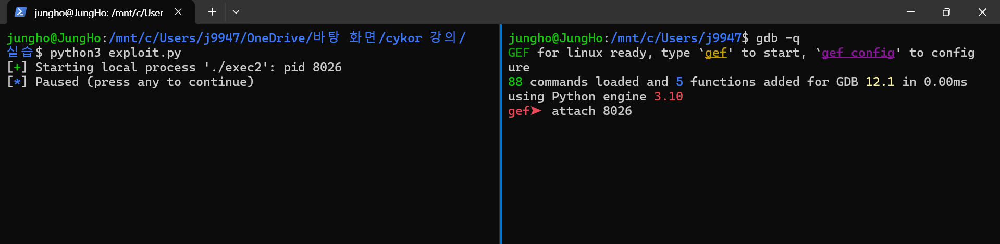 jungho@JungHo: /mnt/c/User
jungho@JungHo:/mnt/c/Users/j9947/OneDrive/바탕 화면/cykor 강의/
실습$ python3 exploit.py
[+] Starting local process './exec2': pid 8026
[*] Paused (press any to continue)
jungho@JungHo:/mnt/c/Users/j9947$ gdb -q
GEF for linux ready, type `gef' to start, `gef config' to config
ure
88 commands loaded and 5 functions added for GDB 12.1 in 0.00ms
using Python engine 3.10
gef➤  attach 8026